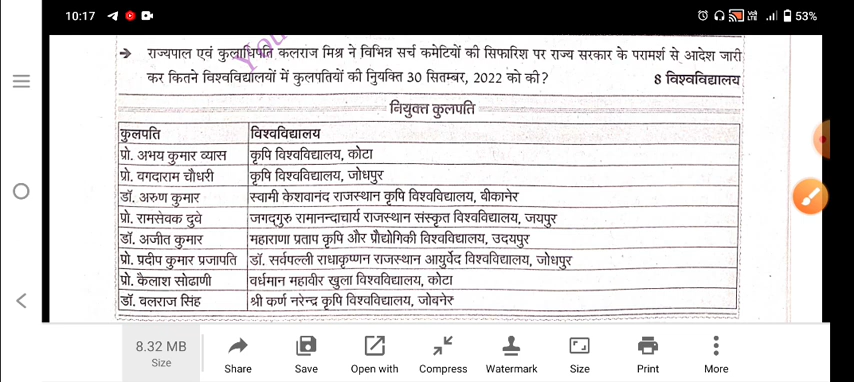 10:17
53%
→ राज्यपाल एवं कुलाधिपति कलराज मिश्र ने विभिन्न सर्च कमेटियों की सिफारिश पर राज्य सरकार के परामर्श से आदेश जारी
कर कितने विश्वविद्यालयों में कुलपतियों की नियुक्ति 30 सितम्बर, 2022 को की? 8 विश्वविद्यालय
नियुक्त कुलपति
कुलपति विश्वविद्यालय
प्रो. अभय कुमार व्यास कृषि विश्वविद्यालय, कोटा
प्रो. वगदाराम चौधरी कृषि विश्वविद्यालय, जोधपुर
डॉ. अरुण कुमार स्वामी केशवानंद राजस्थान कृषि विश्वविद्यालय, बीकानेर
प्रो. रामसेवक दुवे जगद्गुरु रामानन्दाचार्य राजस्थान संस्कृत विश्वविद्यालय, जयपुर
डॉ. अजीत कुमार महाराणा प्रताप कृषि और प्रौद्योगिकी विश्वविद्यालय, उदयपुर
प्रो. प्रदीप कुमार प्रजापति डॉ. सर्वपल्ली राधाकृष्णन राजस्थान आयुर्वेद विश्वविद्यालय, जोधपुर
प्रो. कैलाश सोढाणी वर्धमान महावीर खुला विश्वविद्यालय, कोटा
डॉ. बलराज सिंह श्री कर्ण नरेन्द्र कृषि विश्वविद्यालय, जोबनेर
8.32 MB
Size
Share Save Open with Compress Watermark Size Print More